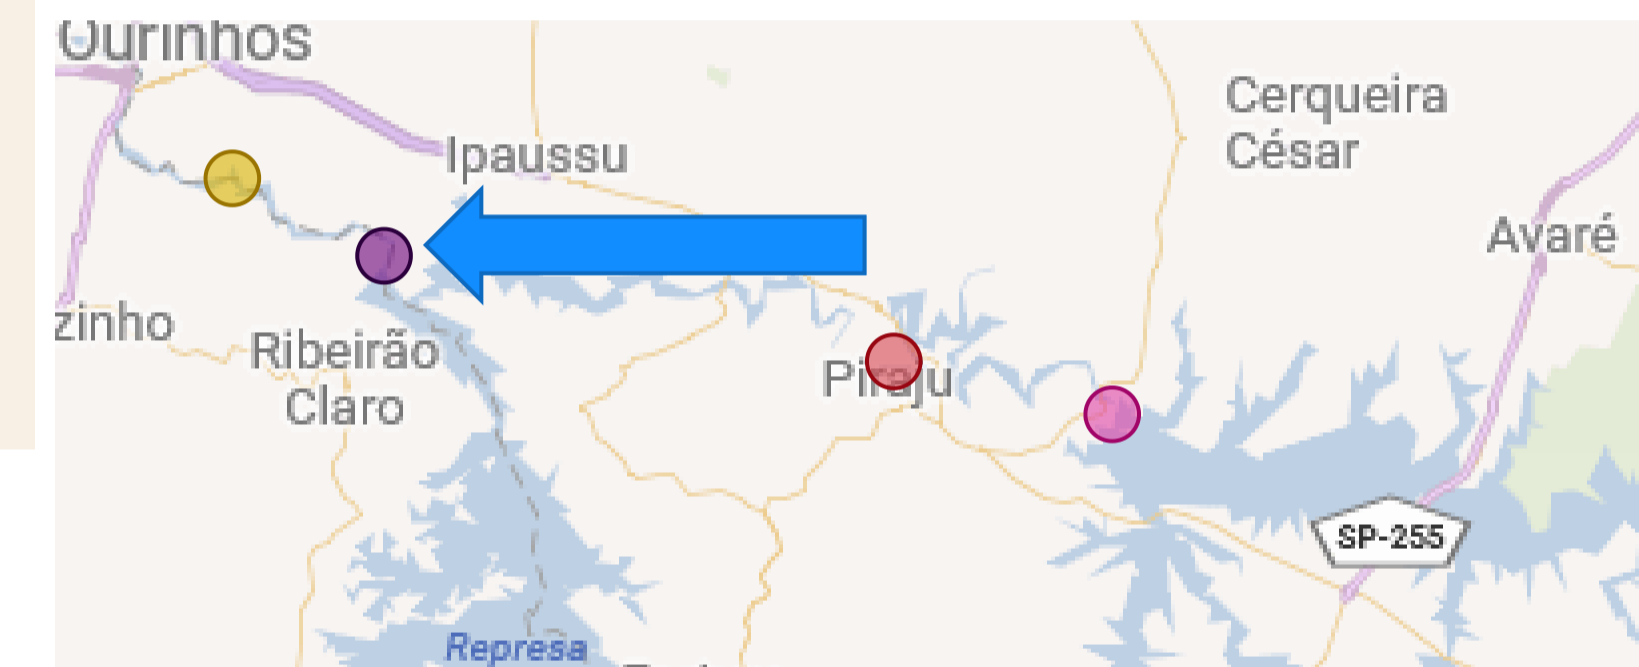 Ourinhos
Ipaussu
Cerqueira
César
Avaré
zinho
Ribeirão
Claro
Piraju
SP-255
Represa